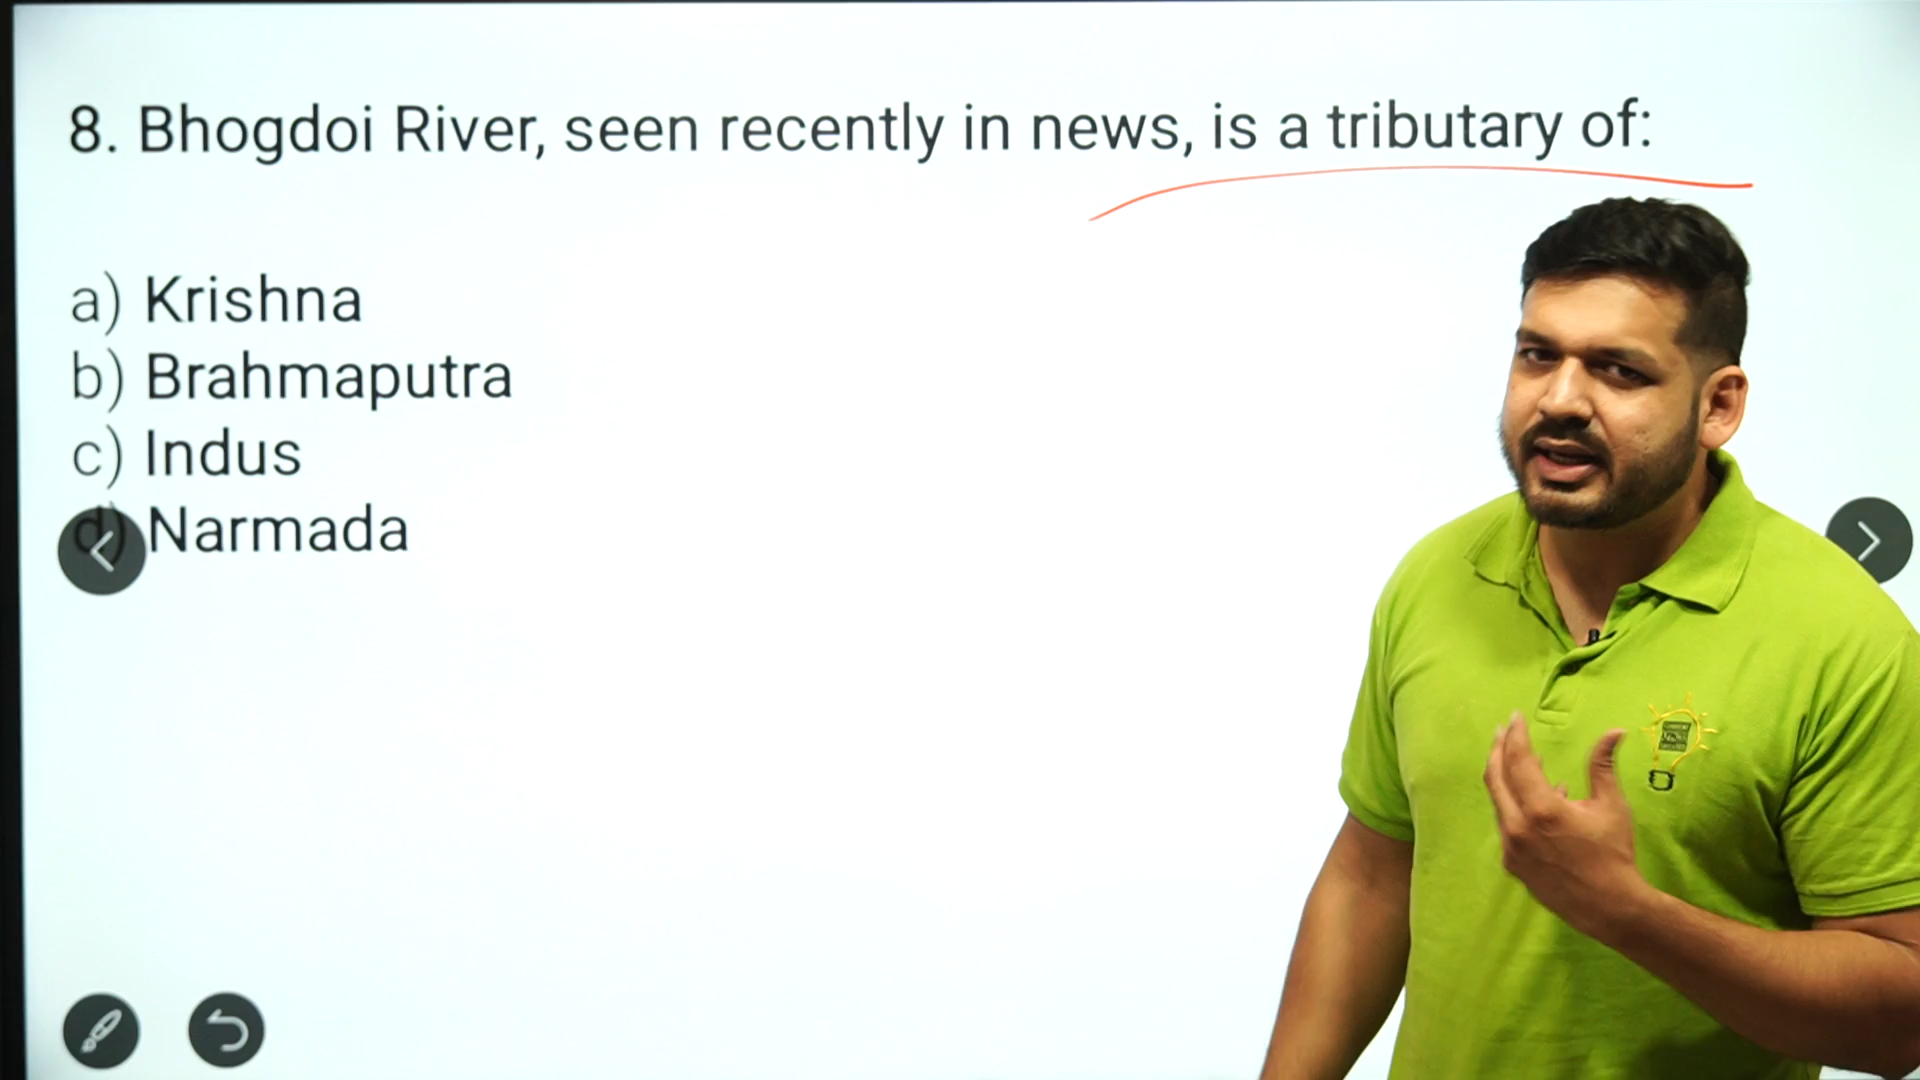 8. Bhogdoi River, seen recently in news, is a tributary of:
a) Krishna
b) Brahmaputra
c) Indus
d) Narmada